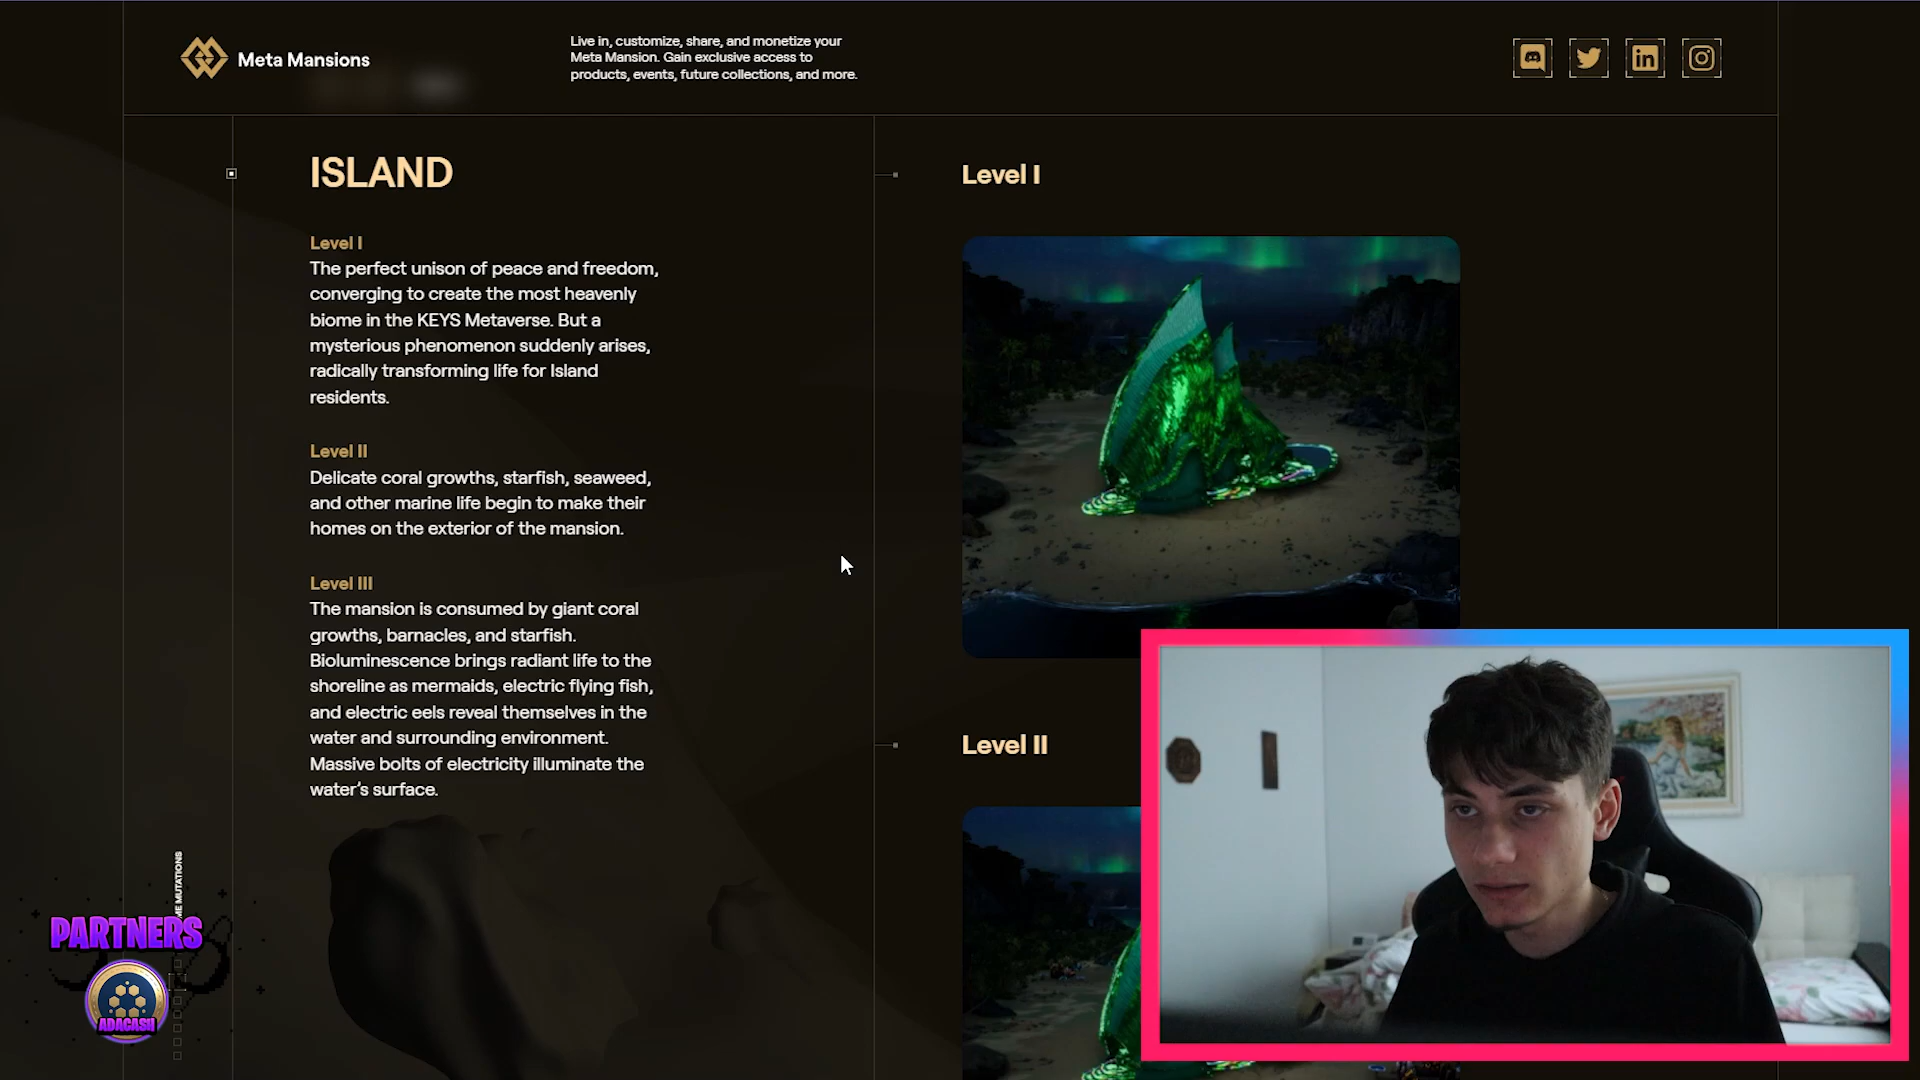 Meta Mansions
Live in, customize, share, and monetize your
Meta Mansion. Gain exclusive access to
products, events, future collections, and more.
ISLAND
Level I
The perfect unison of peace and freedom,
converging to create the most heavenly
biome in the KEYS Metaverse. But a
mysterious phenomenon suddenly arises,
radically transforming life for Island
residents.
Level II
Delicate coral growths, starfish, seaweed,
and other marine life begin to make their
homes on the exterior of the mansion.
Level III
The mansion is consumed by giant coral
growths, barnacles, and starfish.
Bioluminescence brings radiant life to the
shoreline as mermaids, electric flying fish,
and electric eels reveal themselves in the
water and surrounding environment.
Massive bolts of electricity illuminate the
water's surface.
Level I
Level II
MUTATIONS
PARTNERS
ADACASH
in